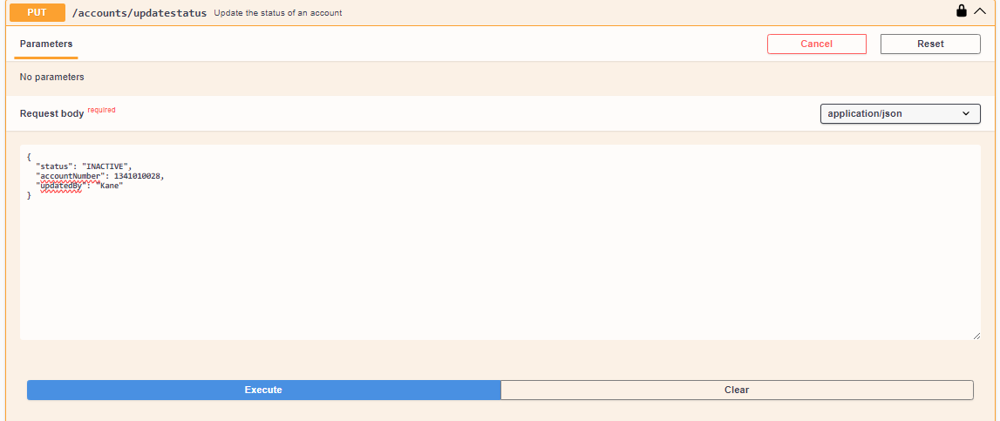 PUT /accounts/updatestatus Update the status of an account
Parameters Cancel Reset
No parameters
Request body required application/json
{
  "status": "INACTIVE",
  "accountNumber": 1341010028,
  "updatedBy": "Kane"
}
Execute Clear